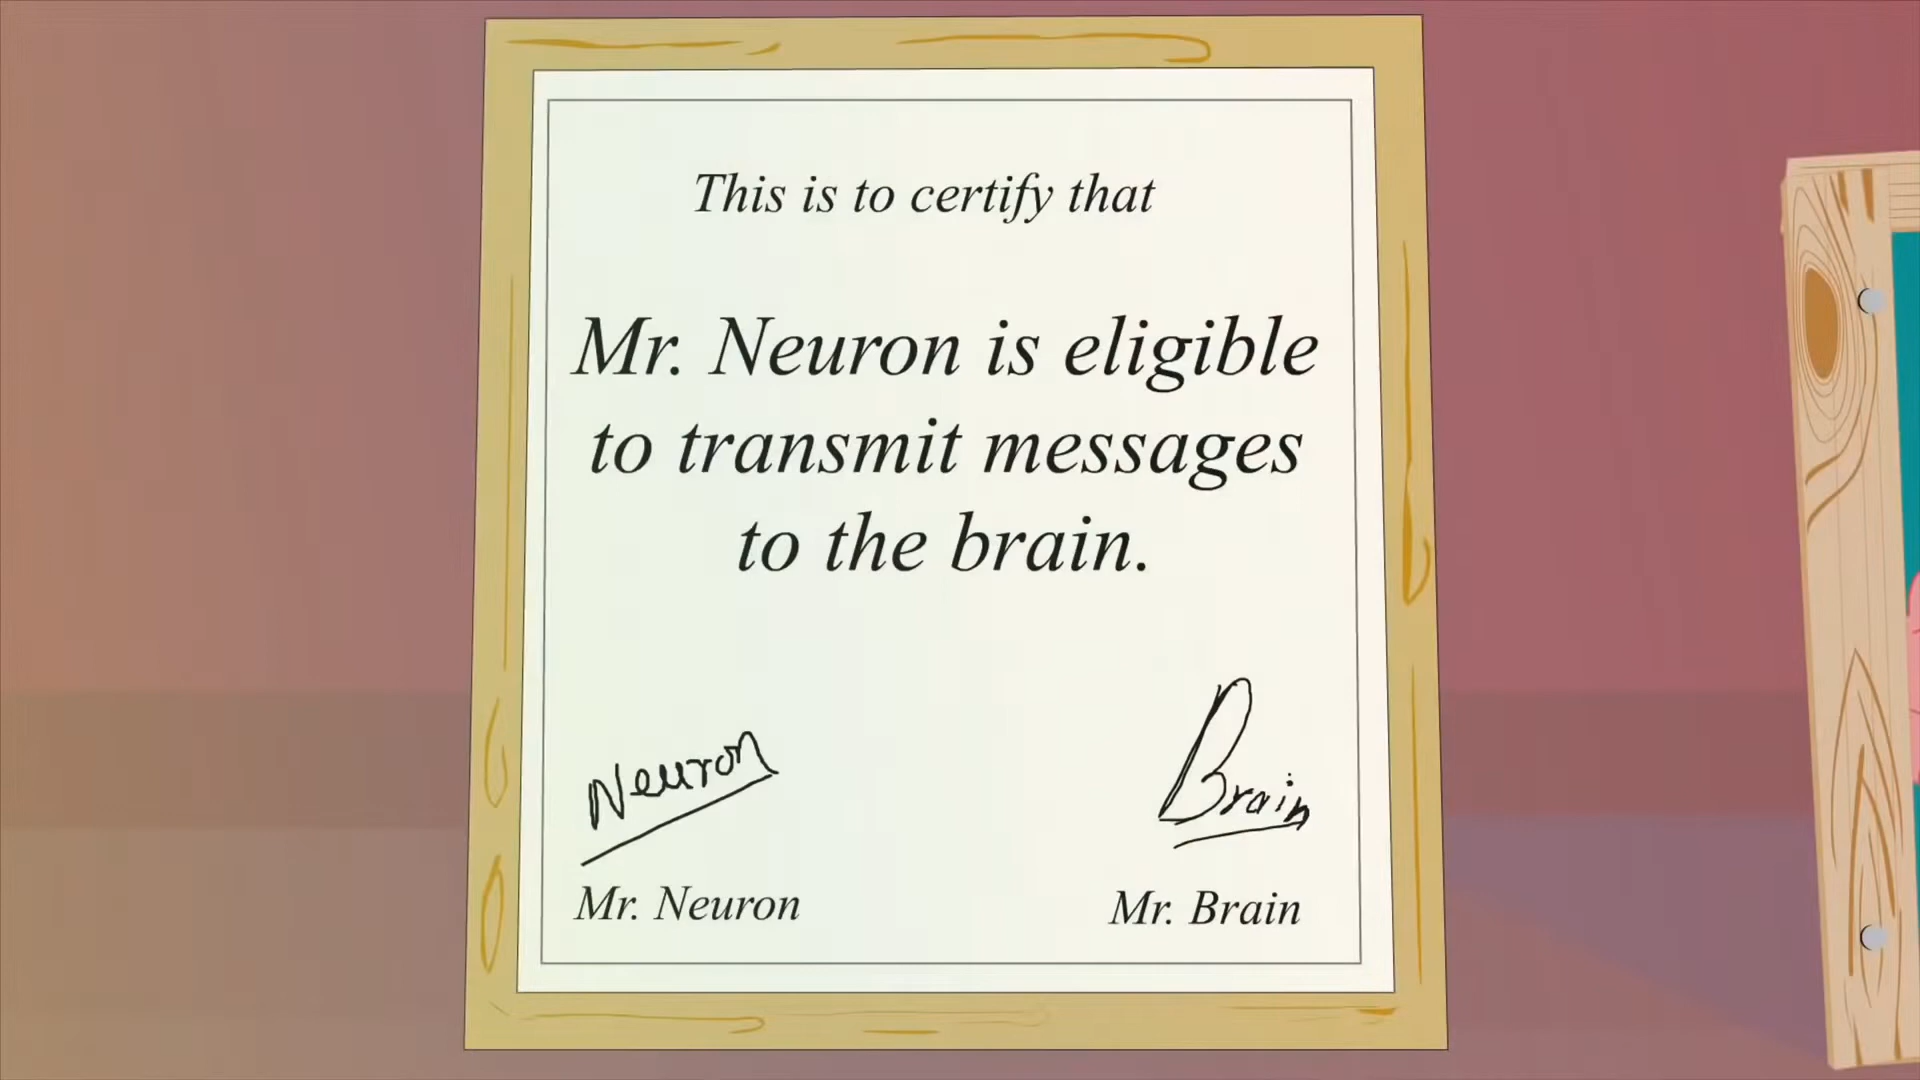 This is to certify that
Mr. Neuron is eligible
to transmit messages
to the brain.
Neuron
Brain
Mr. Neuron
Mr. Brain